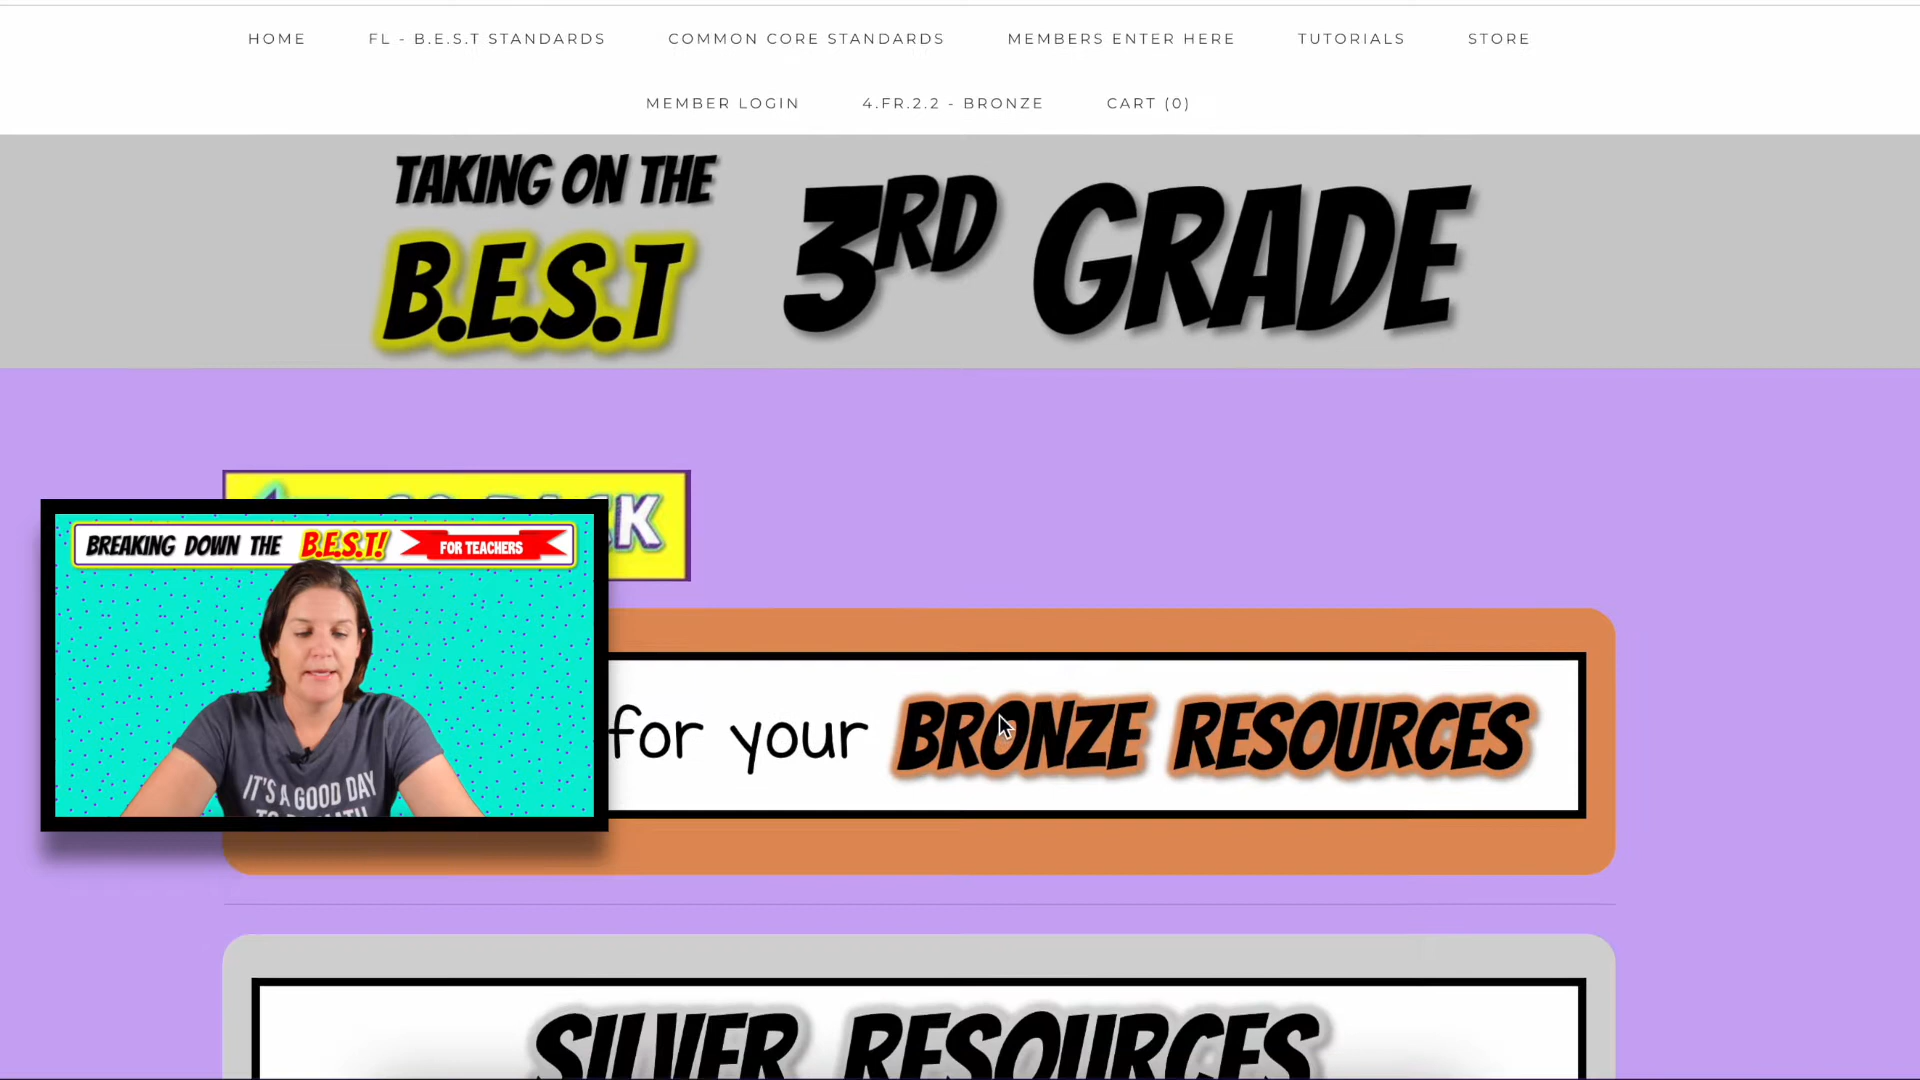 HOME FL - B.E.S.T STANDARDS COMMON CORE STANDARDS MEMBERS ENTER HERE TUTORIALS STORE
MEMBER LOGIN 4.FR.2.2 - BRONZE CART (0)
TAKING ON THE
B.E.S.T
3RD GRADE
BREAKING DOWN THE B.E.S.T! FOR TEACHERS
IT'S A GOOD DAY
for your BRONZE RESOURCES
SILVER RESOURCES